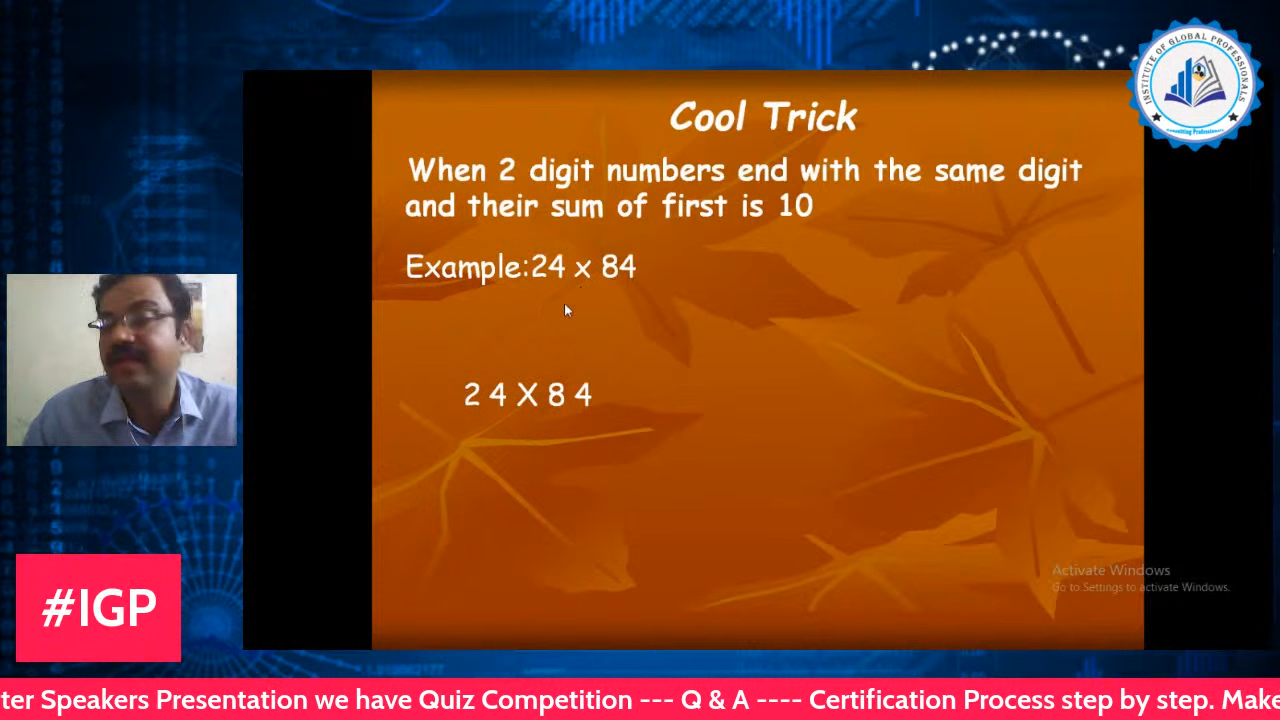 INSTITUTE OF GLOBAL PROFESSIONALS
Cool Trick
When 2 digit numbers end with the same digit
and their sum of first is 10
Example:24 x 84
2 4 X 8 4
Activate Windows
Go to Settings to activate Windows.
#IGP
ter Speakers Presentation we have Quiz Competition --- Q & A ---- Certification Process step by step. Make